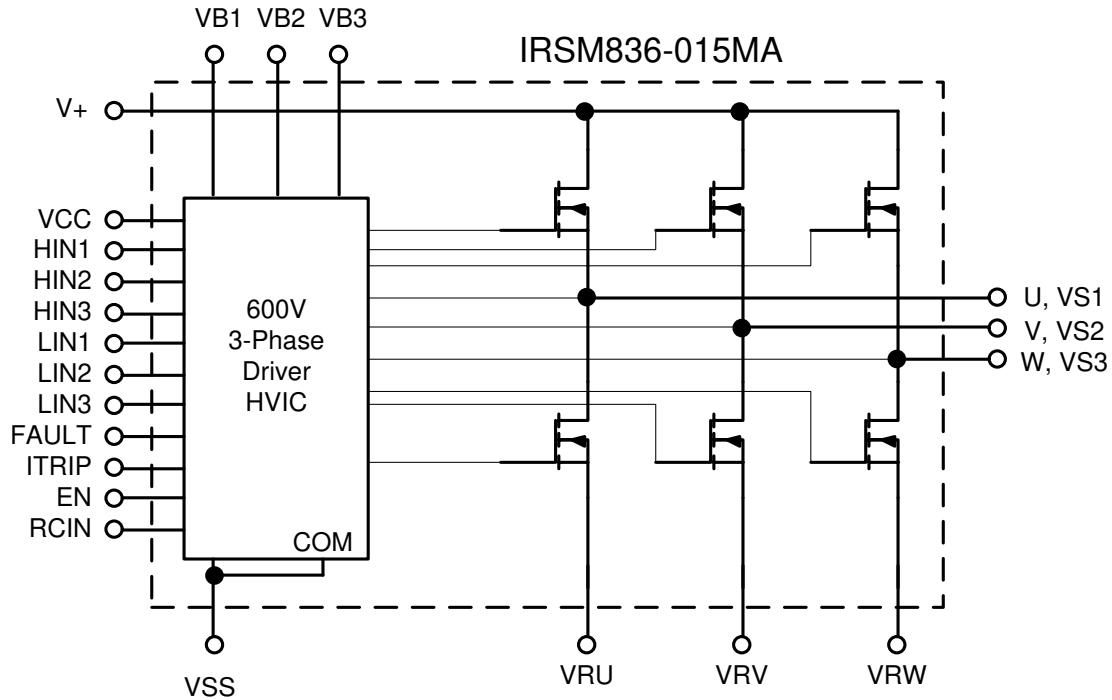 VB1 VB2 VB3
IRSM836-015MA
V+
VCC
HIN1
HIN2
HIN3
LIN1
LIN2
LIN3
FAULT
ITRIP
EN
RCIN
600V
3-Phase
Driver
HVIC
COM
U, VS1
V, VS2
W, VS3
VSS
VRU
VRV
VRW